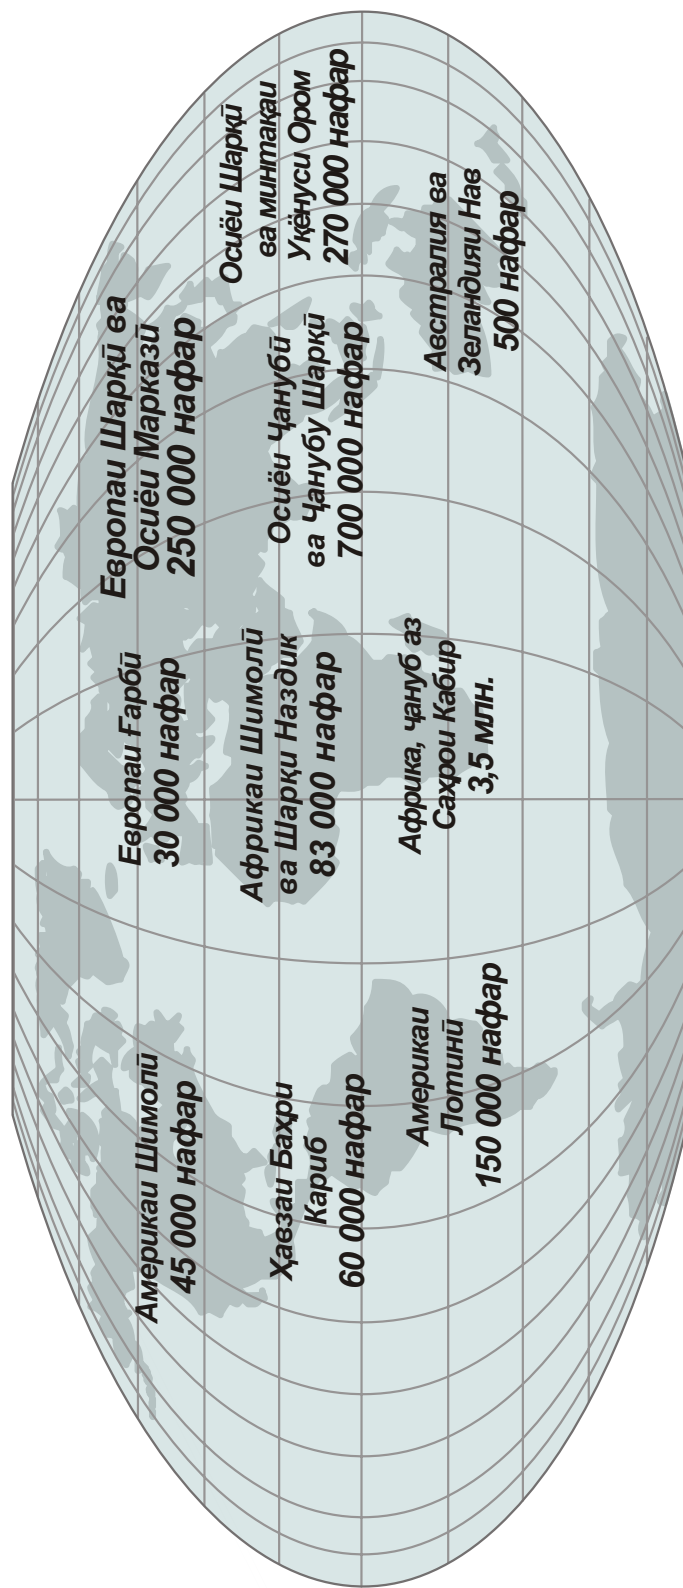 Америкаи Шимолӣ
45 000 нафар
Европаи Ғарбӣ
30 000 нафар
Европаи Шарқӣ ва
Осиёи Марказӣ
250 000 нафар
Осиёи Шарқӣ
ва минтақаи
Уқёнуси Ором
270 000 нафар
Ҳавзаи Баҳри
Кариб
60 000 нафар
Африкаи Шимолӣ
ва Шарқи Наздик
83 000 нафар
Осиёи Ҷанубӣ
ва Ҷанубу Шарқӣ
700 000 нафар
Америкаи
Лотинӣ
150 000 нафар
Африка, ҷануб аз
Саҳрои Кабир
3,5 млн.
Австралия ва
Зеландияи Нав
500 нафар